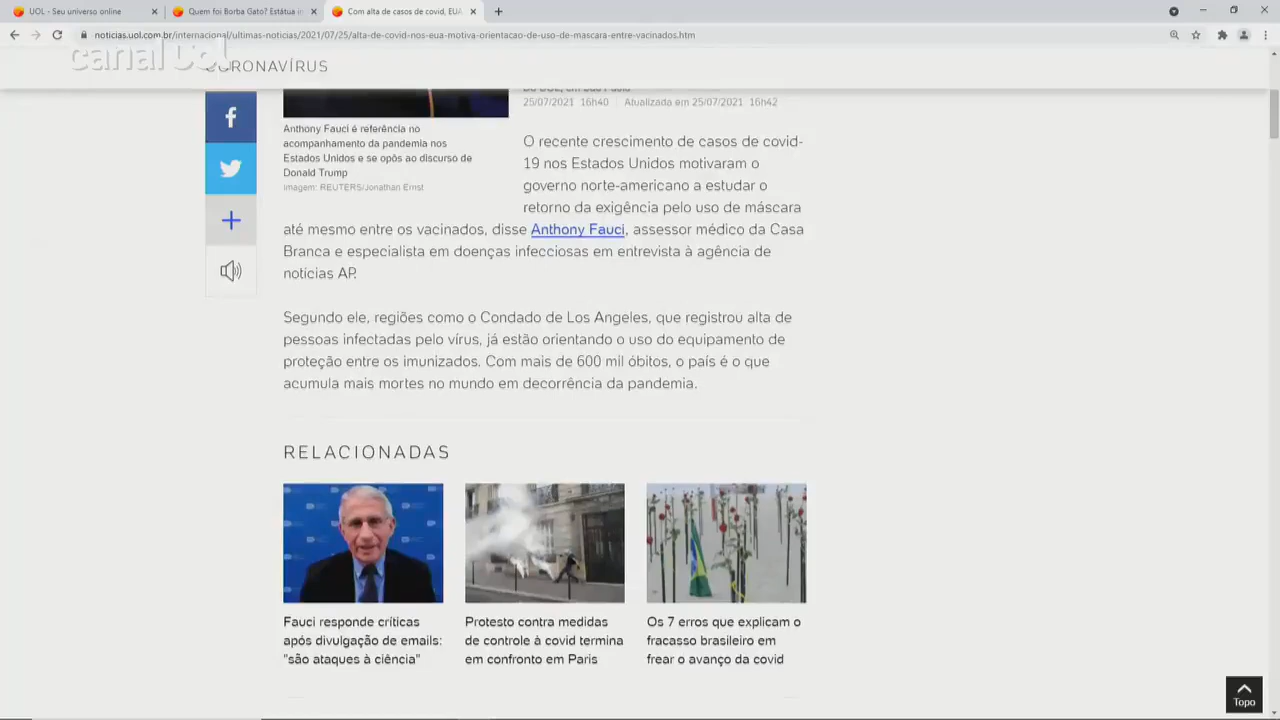 UOL - Seu universo online
Quem foi Borba Gato? Estátua in
Com alta de casos de covid, EUA
noticias.uol.com.br/internacional/ultimas-noticias/2021/07/25/alta-de-covid-nos-eua-motiva-orientacao-de-uso-de-mascara-entre-vacinados.htm
canal uol
CORONAVÍRUS
Do UOL, em São Paulo
25/07/2021 16h40 Atualizada em 25/07/2021 16h42
Anthony Fauci é referência no
acompanhamento da pandemia nos
Estados Unidos e se opôs ao discurso de
Donald Trump
Imagem: REUTERS/Jonathan Ernst
O recente crescimento de casos de covid-
19 nos Estados Unidos motivaram o
governo norte-americano a estudar o
retorno da exigência pelo uso de máscara
até mesmo entre os vacinados, disse Anthony Fauci, assessor médico da Casa
Branca e especialista em doenças infecciosas em entrevista à agência de
notícias AP.
Segundo ele, regiões como o Condado de Los Angeles, que registrou alta de
pessoas infectadas pelo vírus, já estão orientando o uso do equipamento de
proteção entre os imunizados. Com mais de 600 mil óbitos, o país é o que
acumula mais mortes no mundo em decorrência da pandemia.
RELACIONADAS
Fauci responde críticas
após divulgação de emails:
"são ataques à ciência"
Protesto contra medidas
de controle à covid termina
em confronto em Paris
Os 7 erros que explicam o
fracasso brasileiro em
frear o avanço da covid
Topo